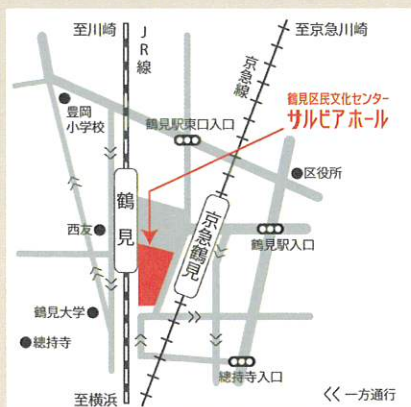 至川崎
JR線
至京急川崎
京急線
鶴見区民文化センター
サルビアホール
豊岡
小学校
鶴見駅東口入口
区役所
鶴見
西友
京急鶴見
鶴見駅入口
鶴見大学
總持寺
總持寺入口
至横浜
<<一方通行